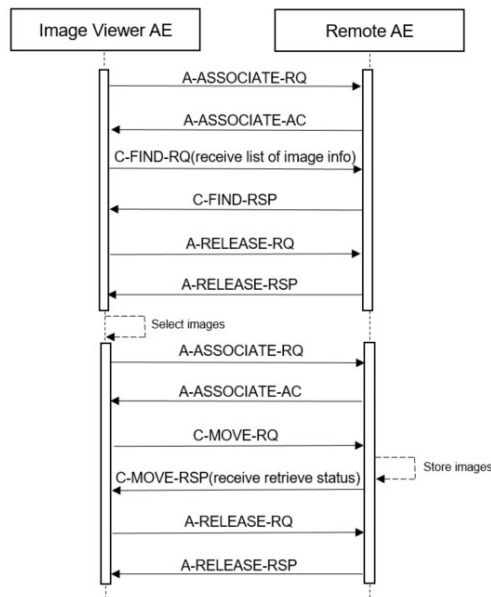 Image Viewer AE
Remote AE
A-ASSOCIATE-RQ
A-ASSOCIATE-AC
C-FIND-RQ(receive list of image info)
C-FIND-RSP
A-RELEASE-RQ
A-RELEASE-RSP
Select images
A-ASSOCIATE-RQ
A-ASSOCIATE-AC
C-MOVE-RQ
Store images
C-MOVE-RSP(receive retrieve status)
A-RELEASE-RQ
A-RELEASE-RSP